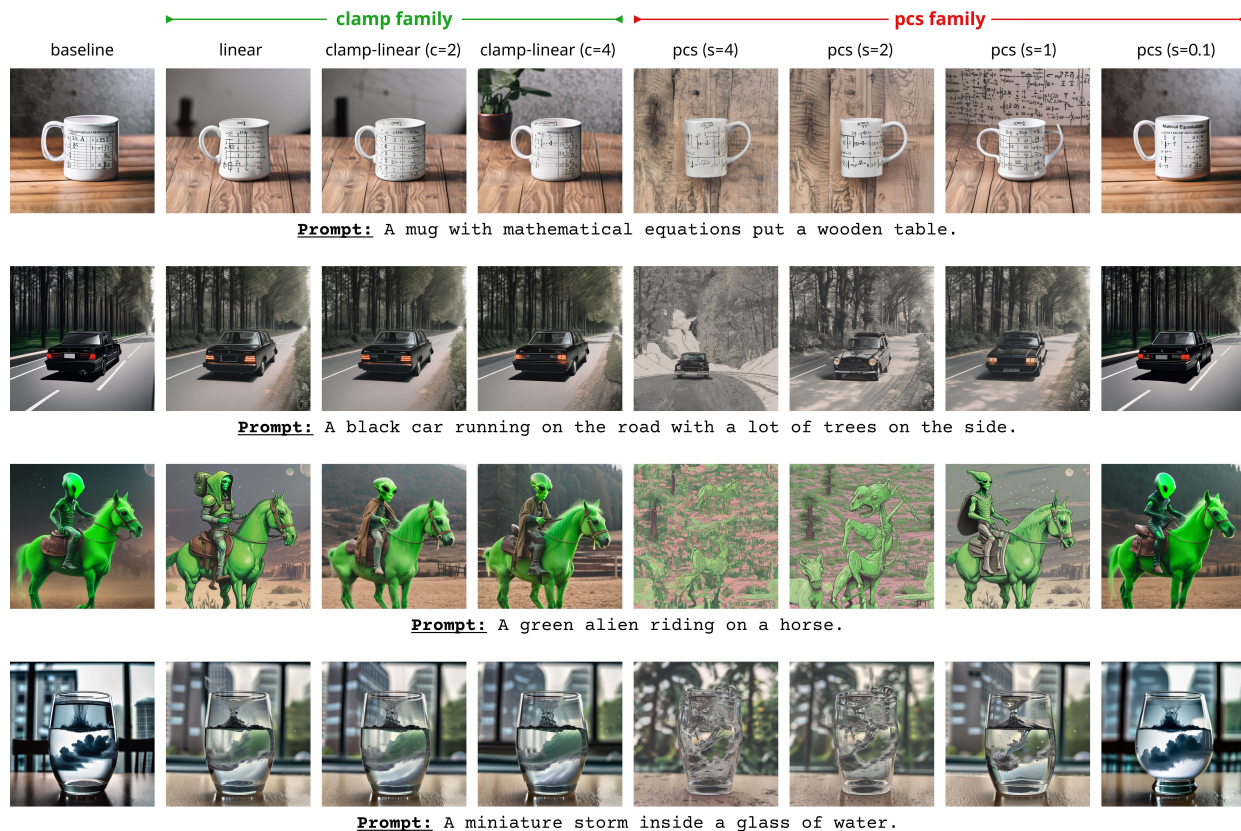 clamp family pcs family
baseline linear clamp-linear (c=2) clamp-linear (c=4) pcs (s=4) pcs (s=2) pcs (s=1) pcs (s=0.1)
Prompt: A mug with mathematical equations put a wooden table.
Prompt: A black car running on the road with a lot of trees on the side.
Prompt: A green alien riding on a horse.
Prompt: A miniature storm inside a glass of water.